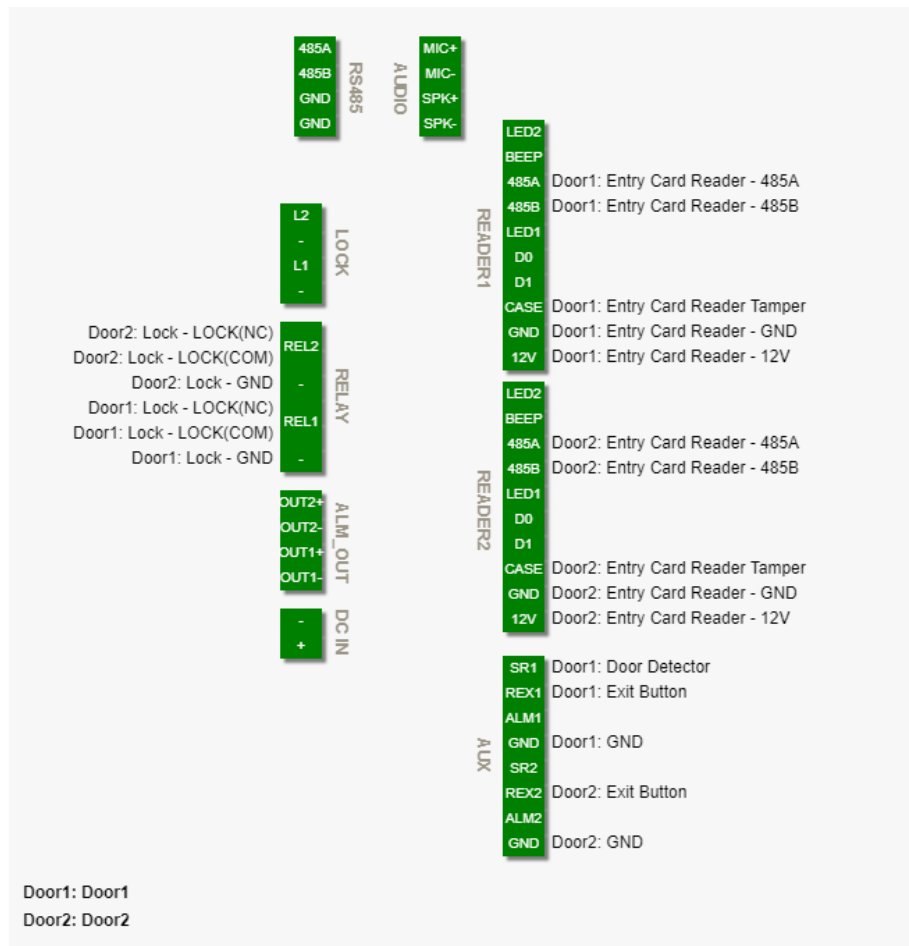 485A
485B
GND
GND
RS485
AUDIO
MIC+
MIC-
SPK+
SPK-
L2
-
L1
-
LOCK
Door2: Lock - LOCK(NC)
Door2: Lock - LOCK(COM)
REL2
Door2: Lock - GND
-
Door1: Lock - LOCK(NC)
Door1: Lock - LOCK(COM)
REL1
Door1: Lock - GND
-
RELAY
OUT2+
OUT2-
OUT1+
OUT1-
ALM_OUT
-
+
DC IN
READER1
LED2
BEEP
485A Door1: Entry Card Reader - 485A
485B Door1: Entry Card Reader - 485B
LED1
D0
D1
CASE Door1: Entry Card Reader Tamper
GND Door1: Entry Card Reader - GND
12V Door1: Entry Card Reader - 12V
READER2
LED2
BEEP
485A Door2: Entry Card Reader - 485A
485B Door2: Entry Card Reader - 485B
LED1
D0
D1
CASE Door2: Entry Card Reader Tamper
GND Door2: Entry Card Reader - GND
12V Door2: Entry Card Reader - 12V
AUX
SR1 Door1: Door Detector
REX1 Door1: Exit Button
ALM1
GND Door1: GND
SR2
REX2 Door2: Exit Button
ALM2
GND Door2: GND
Door1: Door1
Door2: Door2